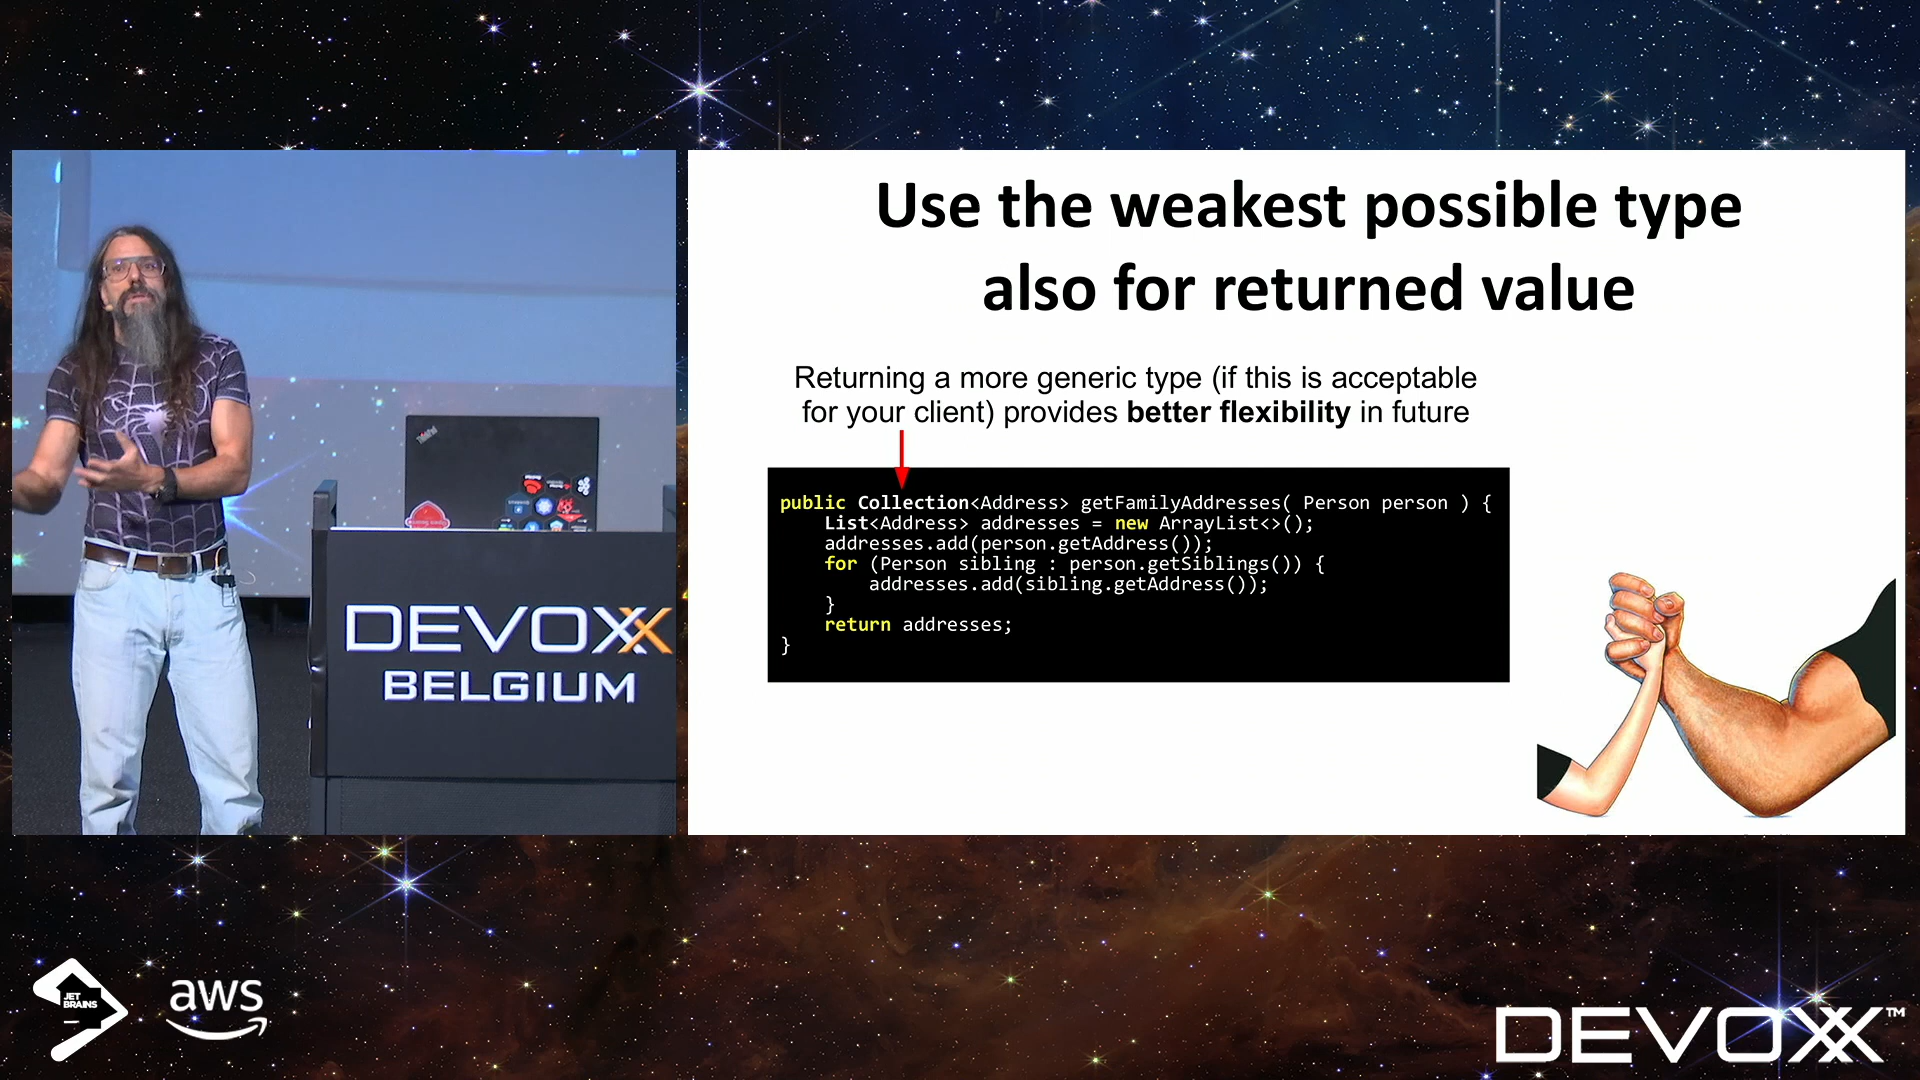 Use the weakest possible type
also for returned value
Returning a more generic type (if this is acceptable
for your client) provides better flexibility in future
public Collection<Address> getFamilyAddresses( Person person ) {
    List<Address> addresses = new ArrayList<>();
    addresses.add(person.getAddress());
    for (Person sibling : person.getSiblings()) {
        addresses.add(sibling.getAddress());
    }
    return addresses;
}
ThinkPad
DEVOXX
BELGIUM
JET
BRAINS
aws
DEVOXX™